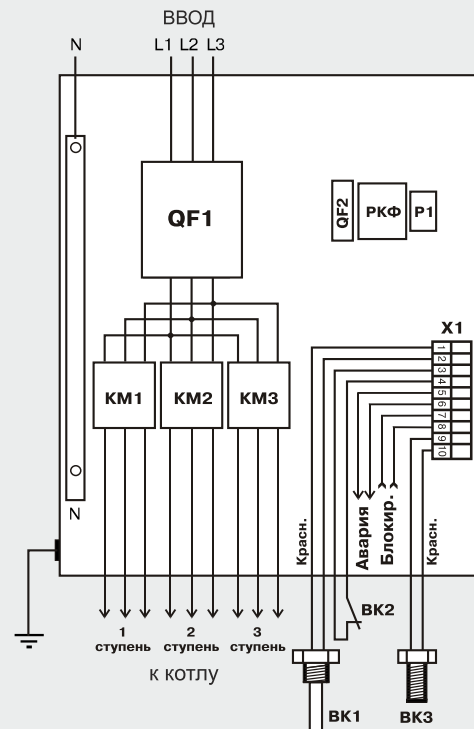 ВВОД
N L1 L2 L3
QF1
QF2
РКФ
P1
X1
1
2
3
4
5
6
7
8
9
10
KM1 KM2 KM3
Красн.
Авария
Блокир.
Красн.
N
1 ступень
2 ступень
3 ступень
к котлу
BK2
BK1
BK3